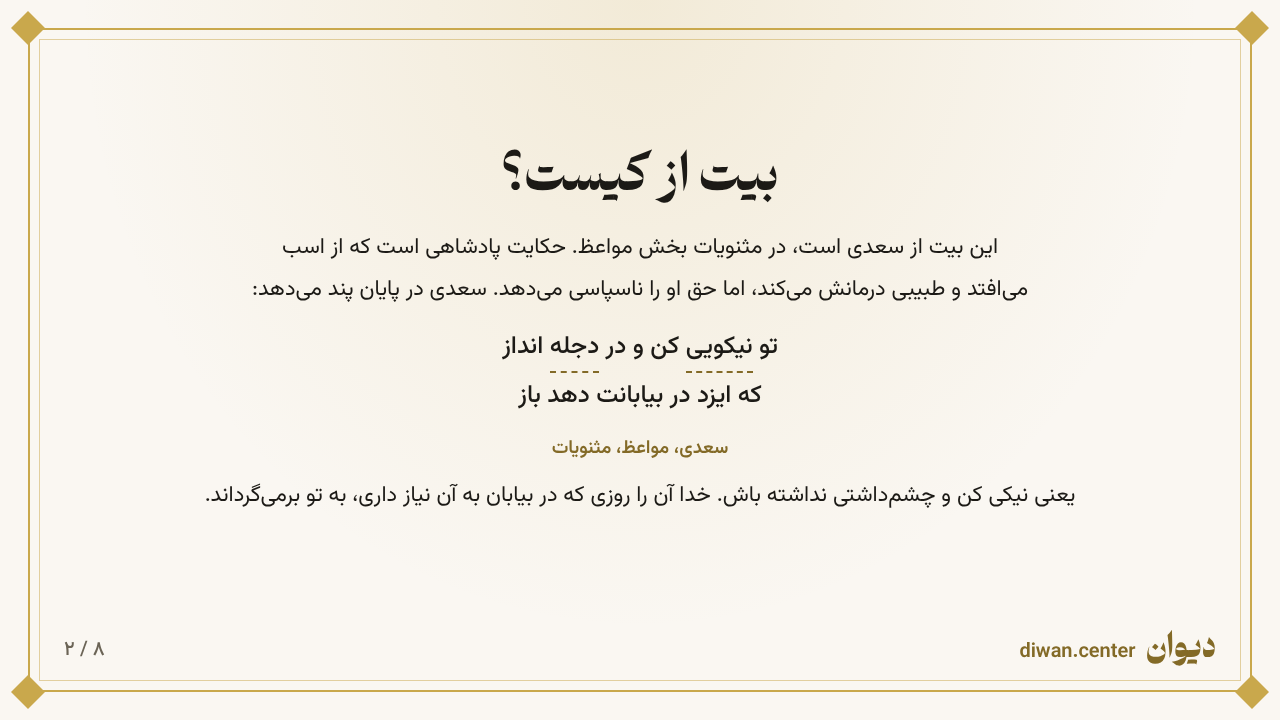 بیت از کیست؟
این بیت از سعدی است، در مثنویات بخش مواعظ. حکایت پادشاهی است که از اسب
می‌افتد و طبیبی درمانش می‌کند، اما حق او را ناسپاسی می‌دهد. سعدی در پایان پند می‌دهد:
تو نیکویی کن و در دجله انداز
که ایزد در بیابانت دهد باز
سعدی، مواعظ، مثنویات
یعنی نیکی کن و چشم‌داشتی نداشته باش. خدا آن را روزی که در بیابان به آن نیاز داری، به تو برمی‌گرداند.
دیوان diwan.center
۲ / ۸